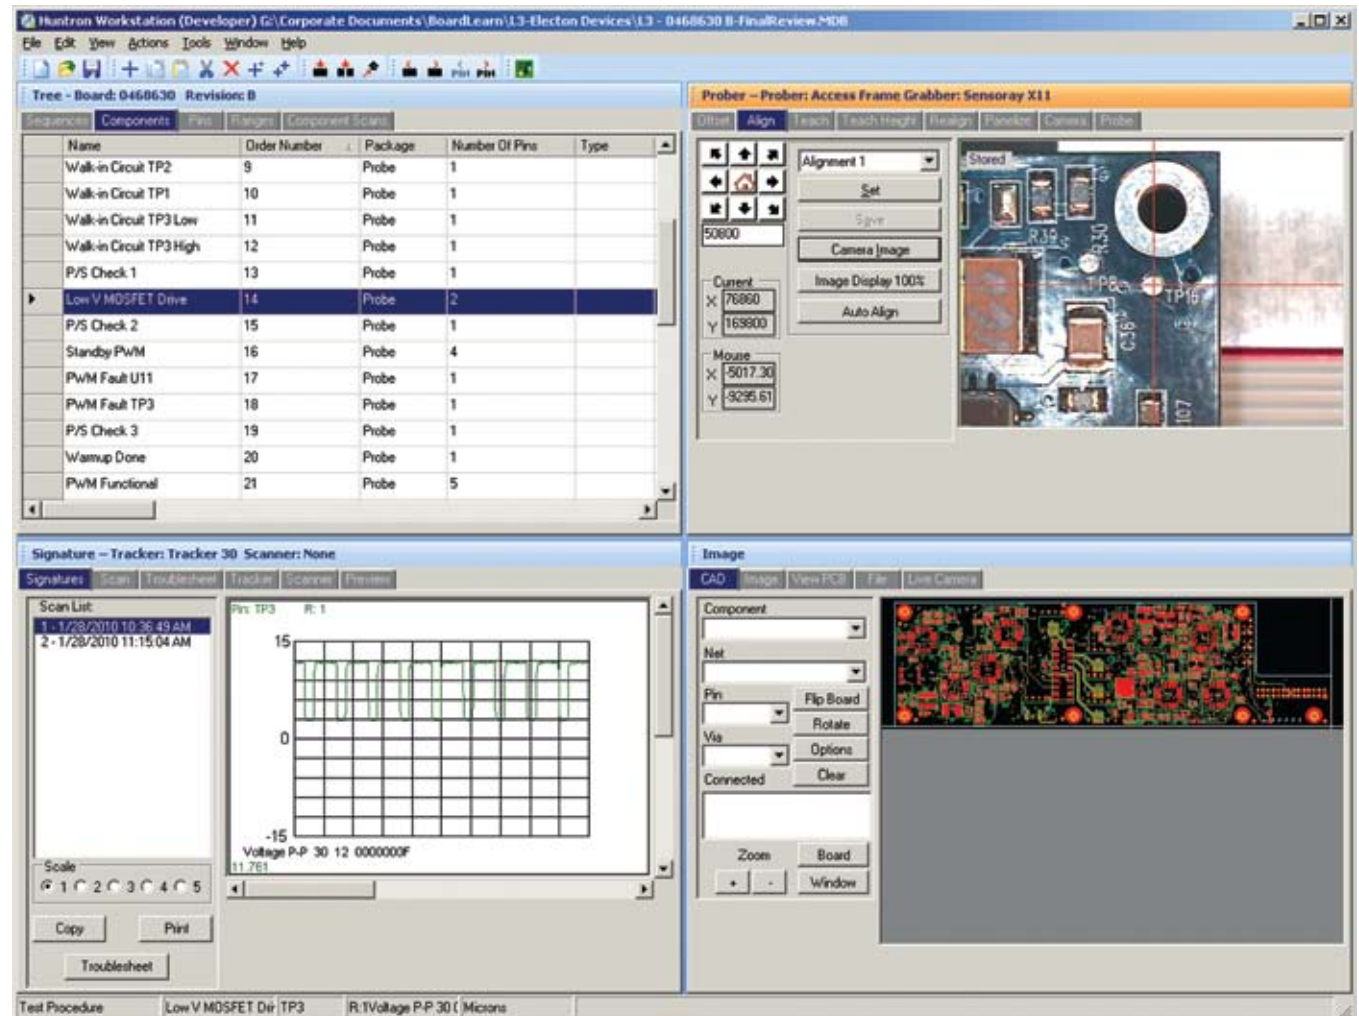 Huntron Workstation (Developer) G:\Corporate Documents\BoardLearn\L3-Electon Devices\L3 - 0468630 B-FinalReview.MDB
File Edit View Actions Tools Window Help
Tree - Board: 0468630 Revision: B
Sequences Components Pins Ranges Component Scans
Name Order Number Package Number Of Pins Type
Walk-in Circuit TP2 9 Probe 1
Walk-in Circuit TP1 10 Probe 1
Walk-in Circuit TP3 Low 11 Probe 1
Walk-in Circuit TP3 High 12 Probe 1
P/S Check 1 13 Probe 1
Low V MOSFET Drive 14 Probe 2
P/S Check 2 15 Probe 1
Standby PWM 16 Probe 4
PWM Fault U11 17 Probe 1
PWM Fault TP3 18 Probe 1
P/S Check 3 19 Probe 1
Warmup Done 20 Probe 1
PWM Functional 21 Probe 5
Prober – Prober: Access Frame Grabber: Sensoray X11
Offset Align Teach Teach Height Realign Panelize Camera Probe
Alignment 1
Set
Save
Camera Image
Image Display 100%
Auto Align
50800
Current
X 76860
Y 169800
Mouse
X -5017.30
Y -9295.61
Stored
R39
R30
TP8
TP16
C36
107
Signature – Tracker: Tracker 30 Scanner: None
Signatures Scan Troublesheet Tracker Scanner Preview
Scan List
1 - 1/28/2010 10:36:49 AM
2 - 1/28/2010 11:15:04 AM
Scale
1 2 3 4 5
Copy Print
Troublesheet
Pin: TP3 R: 1
15
0
-15
Voltage P-P 30 12 0000000F
11.761
Image
CAD Image View PCB File Live Camera
Component
Net
Pin
Via
Connected
Flip Board
Rotate
Options
Clear
Zoom Board
+ - Window
Test Procedure Low V MOSFET Dir TP3 R:1Voltage P-P 30 ( Microns